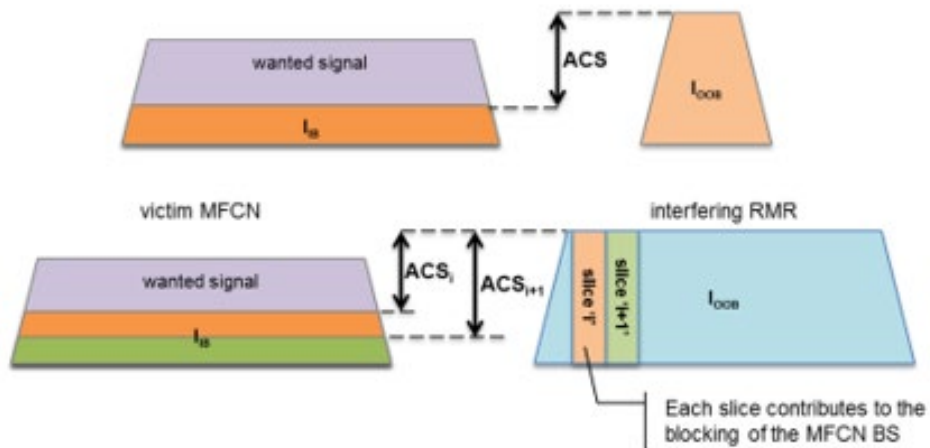 wanted signal
ACS
I_OOB
I_IB
victim MFCN
interfering RMR
wanted signal
ACS_i
ACS_i+1
slice 'i'
slice 'i+1'
I_OOB
I_IB
Each slice contributes to the
blocking of the MFCN BS